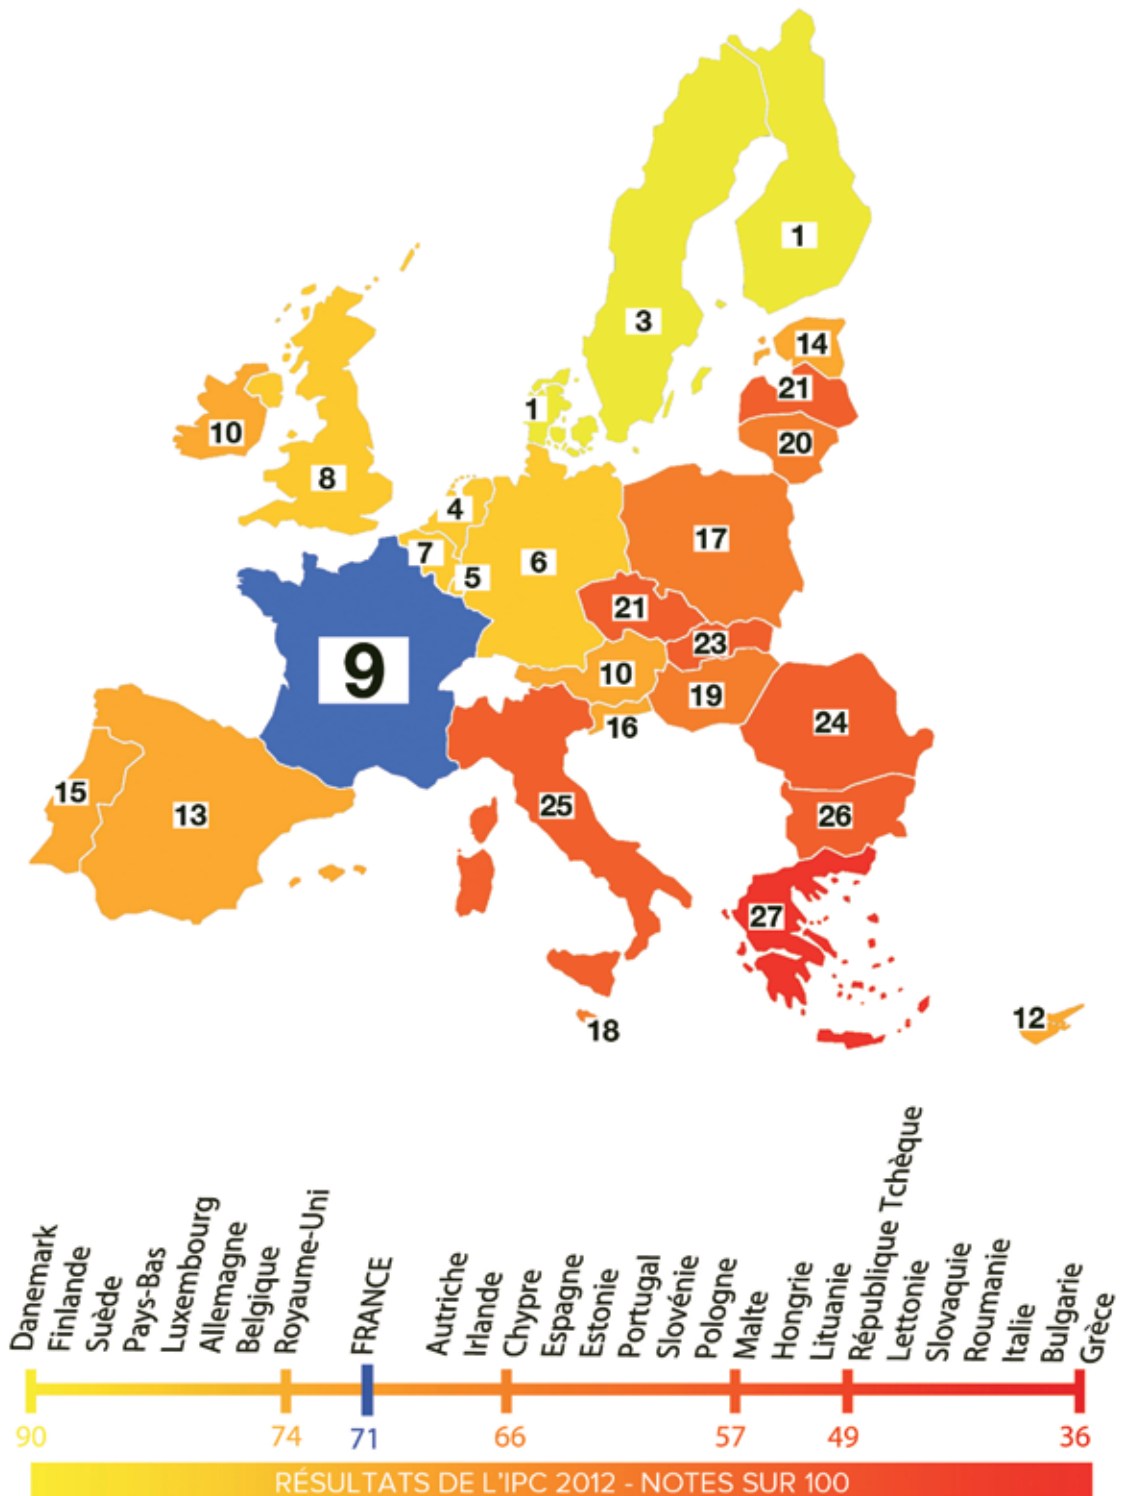 1
3
14
21
1
20
10
8
4
17
7
6
5
21
23
9
10
19
16
24
15
13
25
26
27
12
18
Danemark
Finlande
Suède
Pays-Bas
Luxembourg
Allemagne
Belgique
Royaume-Uni
FRANCE
Autriche
Irlande
Chypre
Espagne
Estonie
Portugal
Slovénie
Pologne
Malte
Hongrie
Lituanie
République Tchèque
Lettonie
Slovaquie
Roumanie
Italie
Bulgarie
Grèce
90 74 71 66 57 49 36
RÉSULTATS DE L'IPC 2012 - NOTES SUR 100